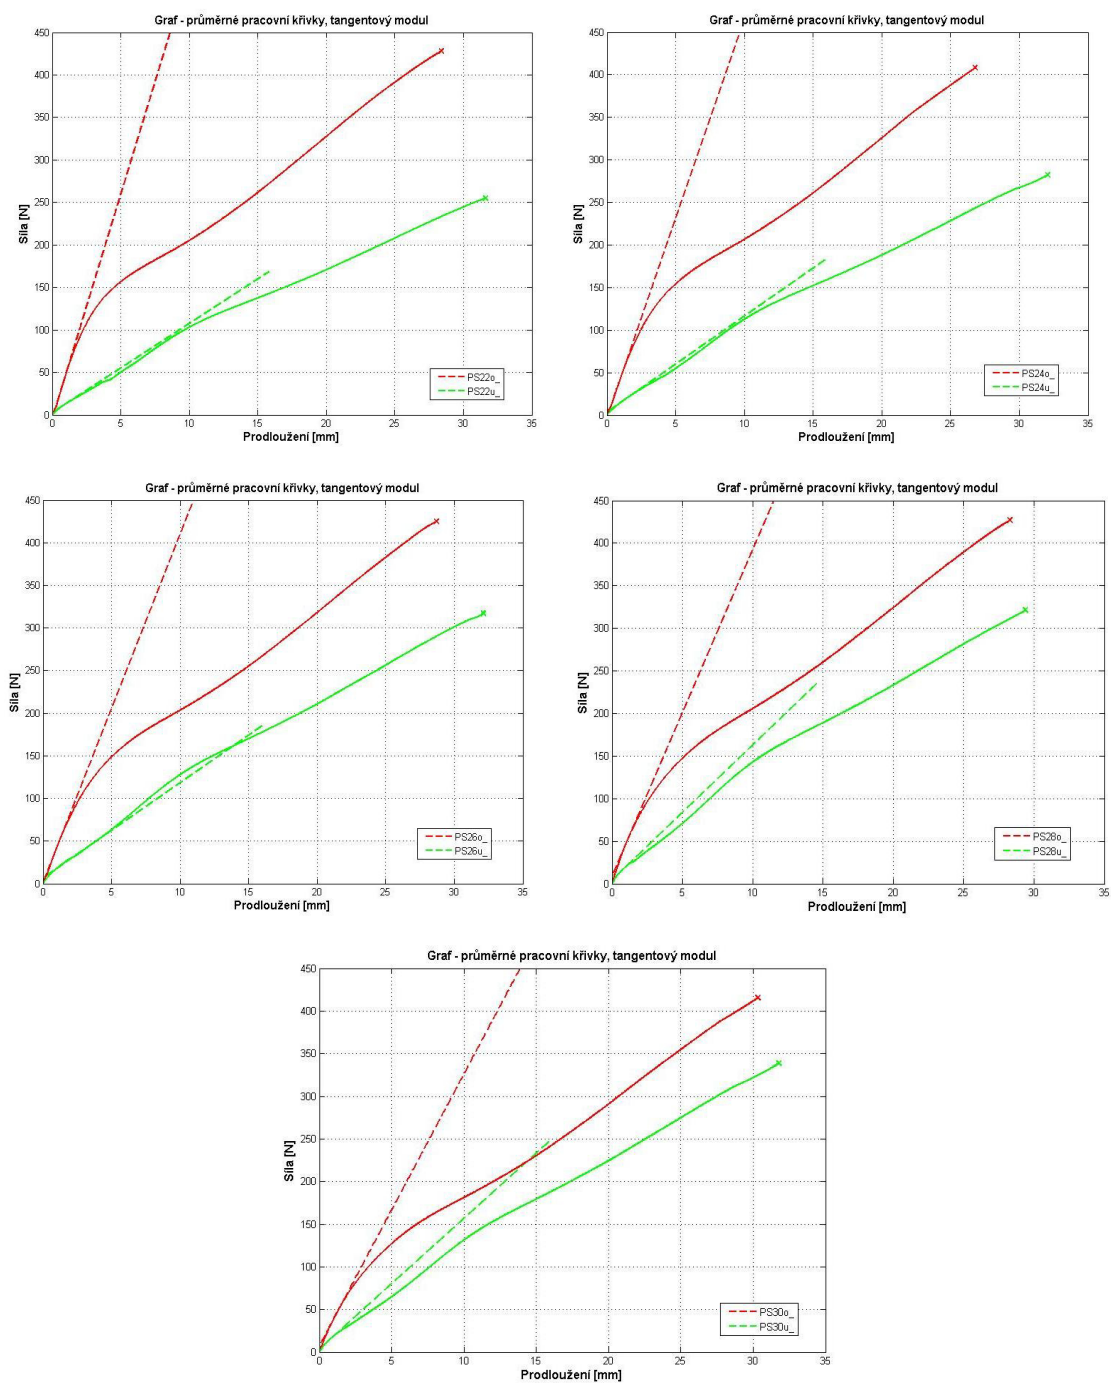 Graf - průměrné pracovní křivky, tangentový modul
450
400
350
300
250
200
150
100
50
0
Síla [N]
0 5 10 15 20 25 30 35
Prodloužení [mm]
PS22o_
PS22u_
Graf - průměrné pracovní křivky, tangentový modul
450
400
350
300
250
200
150
100
50
0
Síla [N]
0 5 10 15 20 25 30 35
Prodloužení [mm]
PS24o_
PS24u_
Graf - průměrné pracovní křivky, tangentový modul
450
400
350
300
250
200
150
100
50
0
Síla [N]
0 5 10 15 20 25 30 35
Prodloužení [mm]
PS26o_
PS26u_
Graf - průměrné pracovní křivky, tangentový modul
450
400
350
300
250
200
150
100
50
0
Síla [N]
0 5 10 15 20 25 30 35
Prodloužení [mm]
PS28o_
PS28u_
Graf - průměrné pracovní křivky, tangentový modul
450
400
350
300
250
200
150
100
50
0
Síla [N]
0 5 10 15 20 25 30 35
Prodloužení [mm]
PS30o_
PS30u_